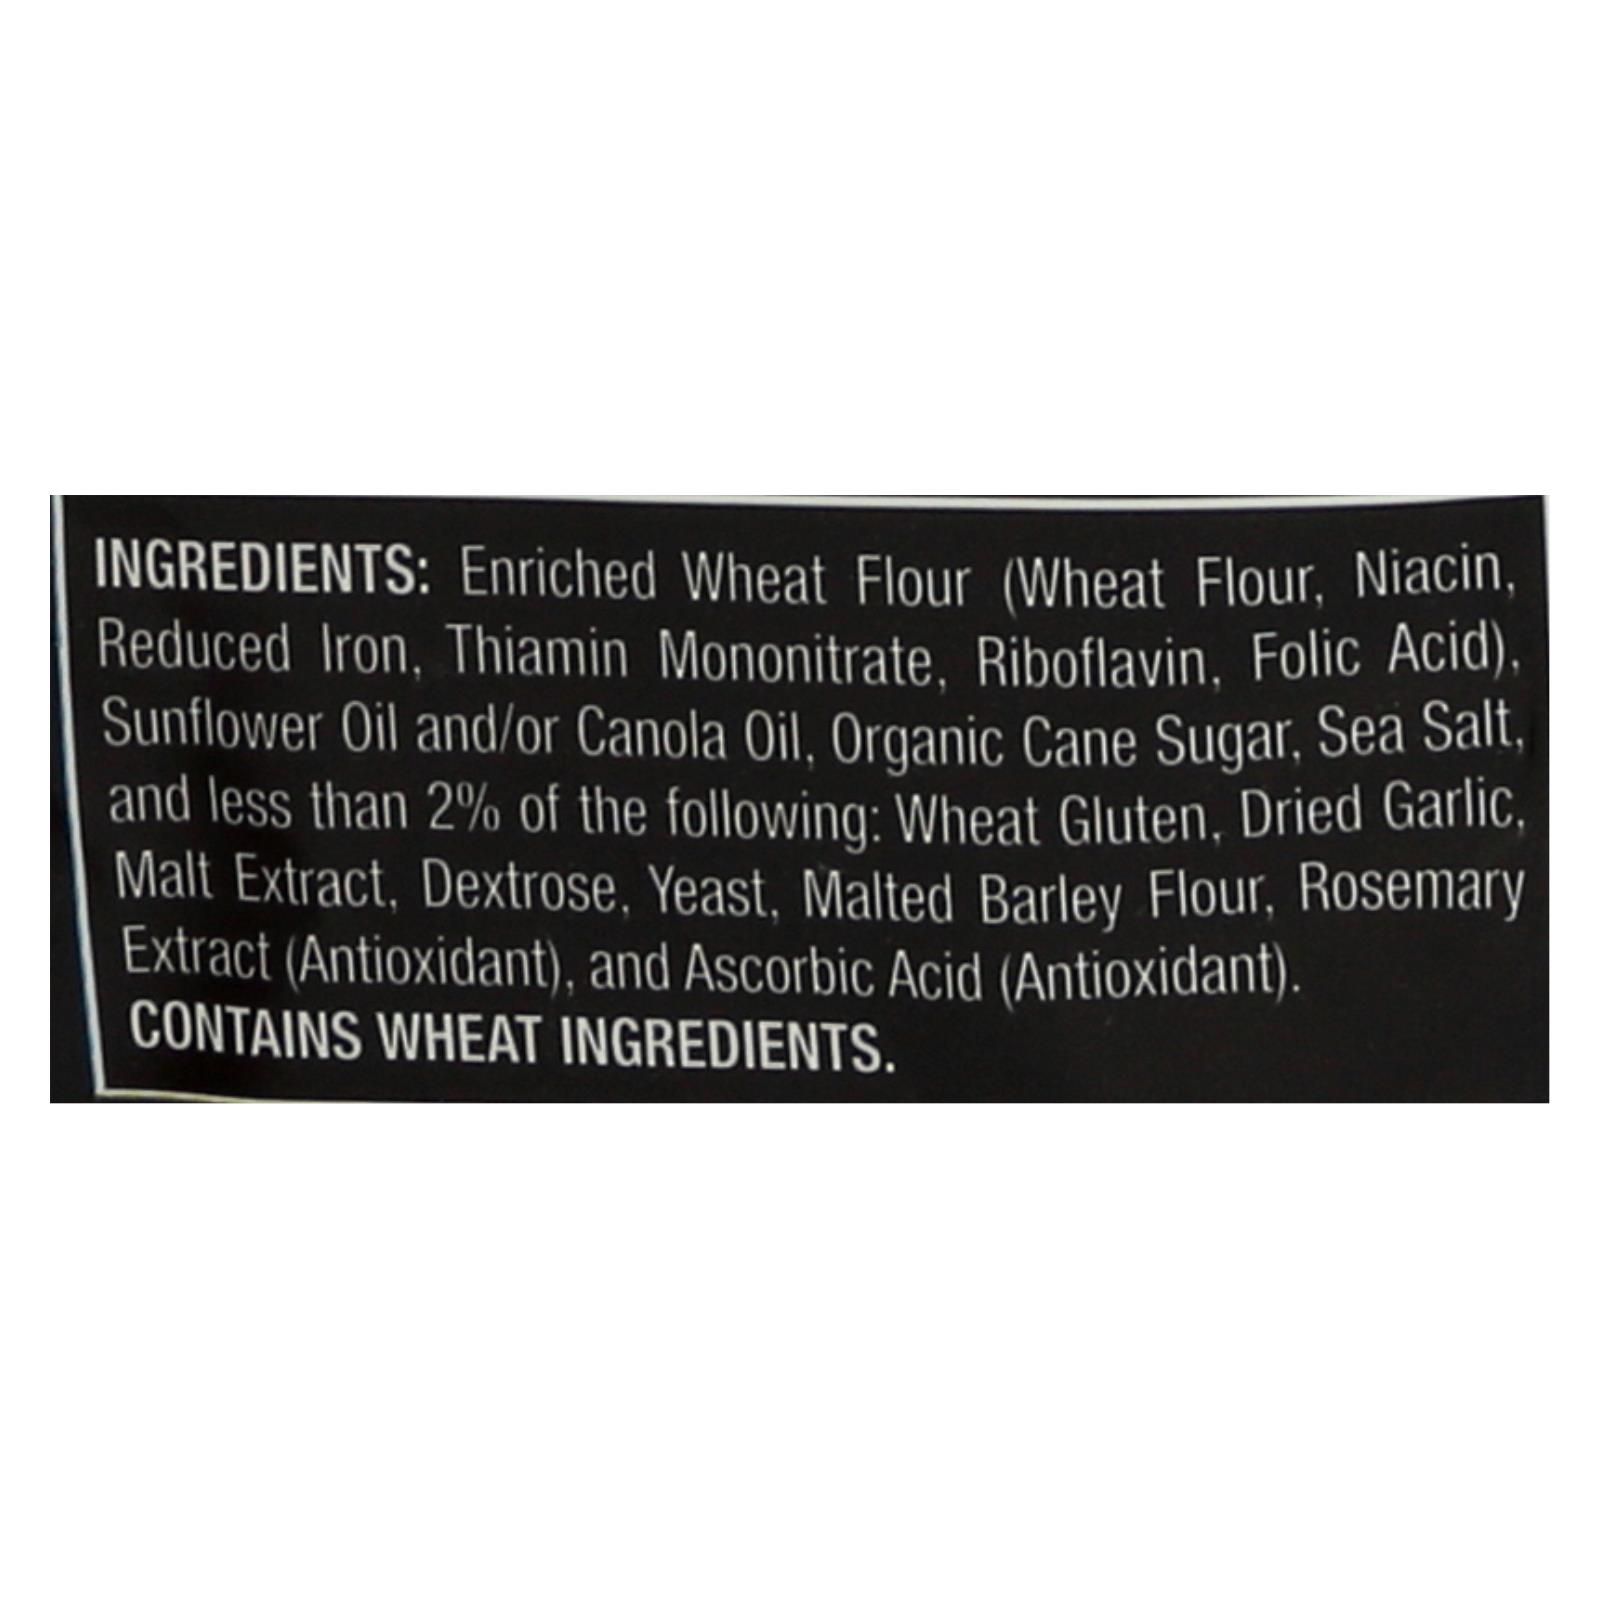 INGREDIENTS: Enriched Wheat Flour (Wheat Flour, Niacin,
Reduced Iron, Thiamin Mononitrate, Riboflavin, Folic Acid),
Sunflower Oil and/or Canola Oil, Organic Cane Sugar, Sea Salt,
and less than 2% of the following: Wheat Gluten, Dried Garlic,
Malt Extract, Dextrose, Yeast, Malted Barley Flour, Rosemary
Extract (Antioxidant), and Ascorbic Acid (Antioxidant).
CONTAINS WHEAT INGREDIENTS.